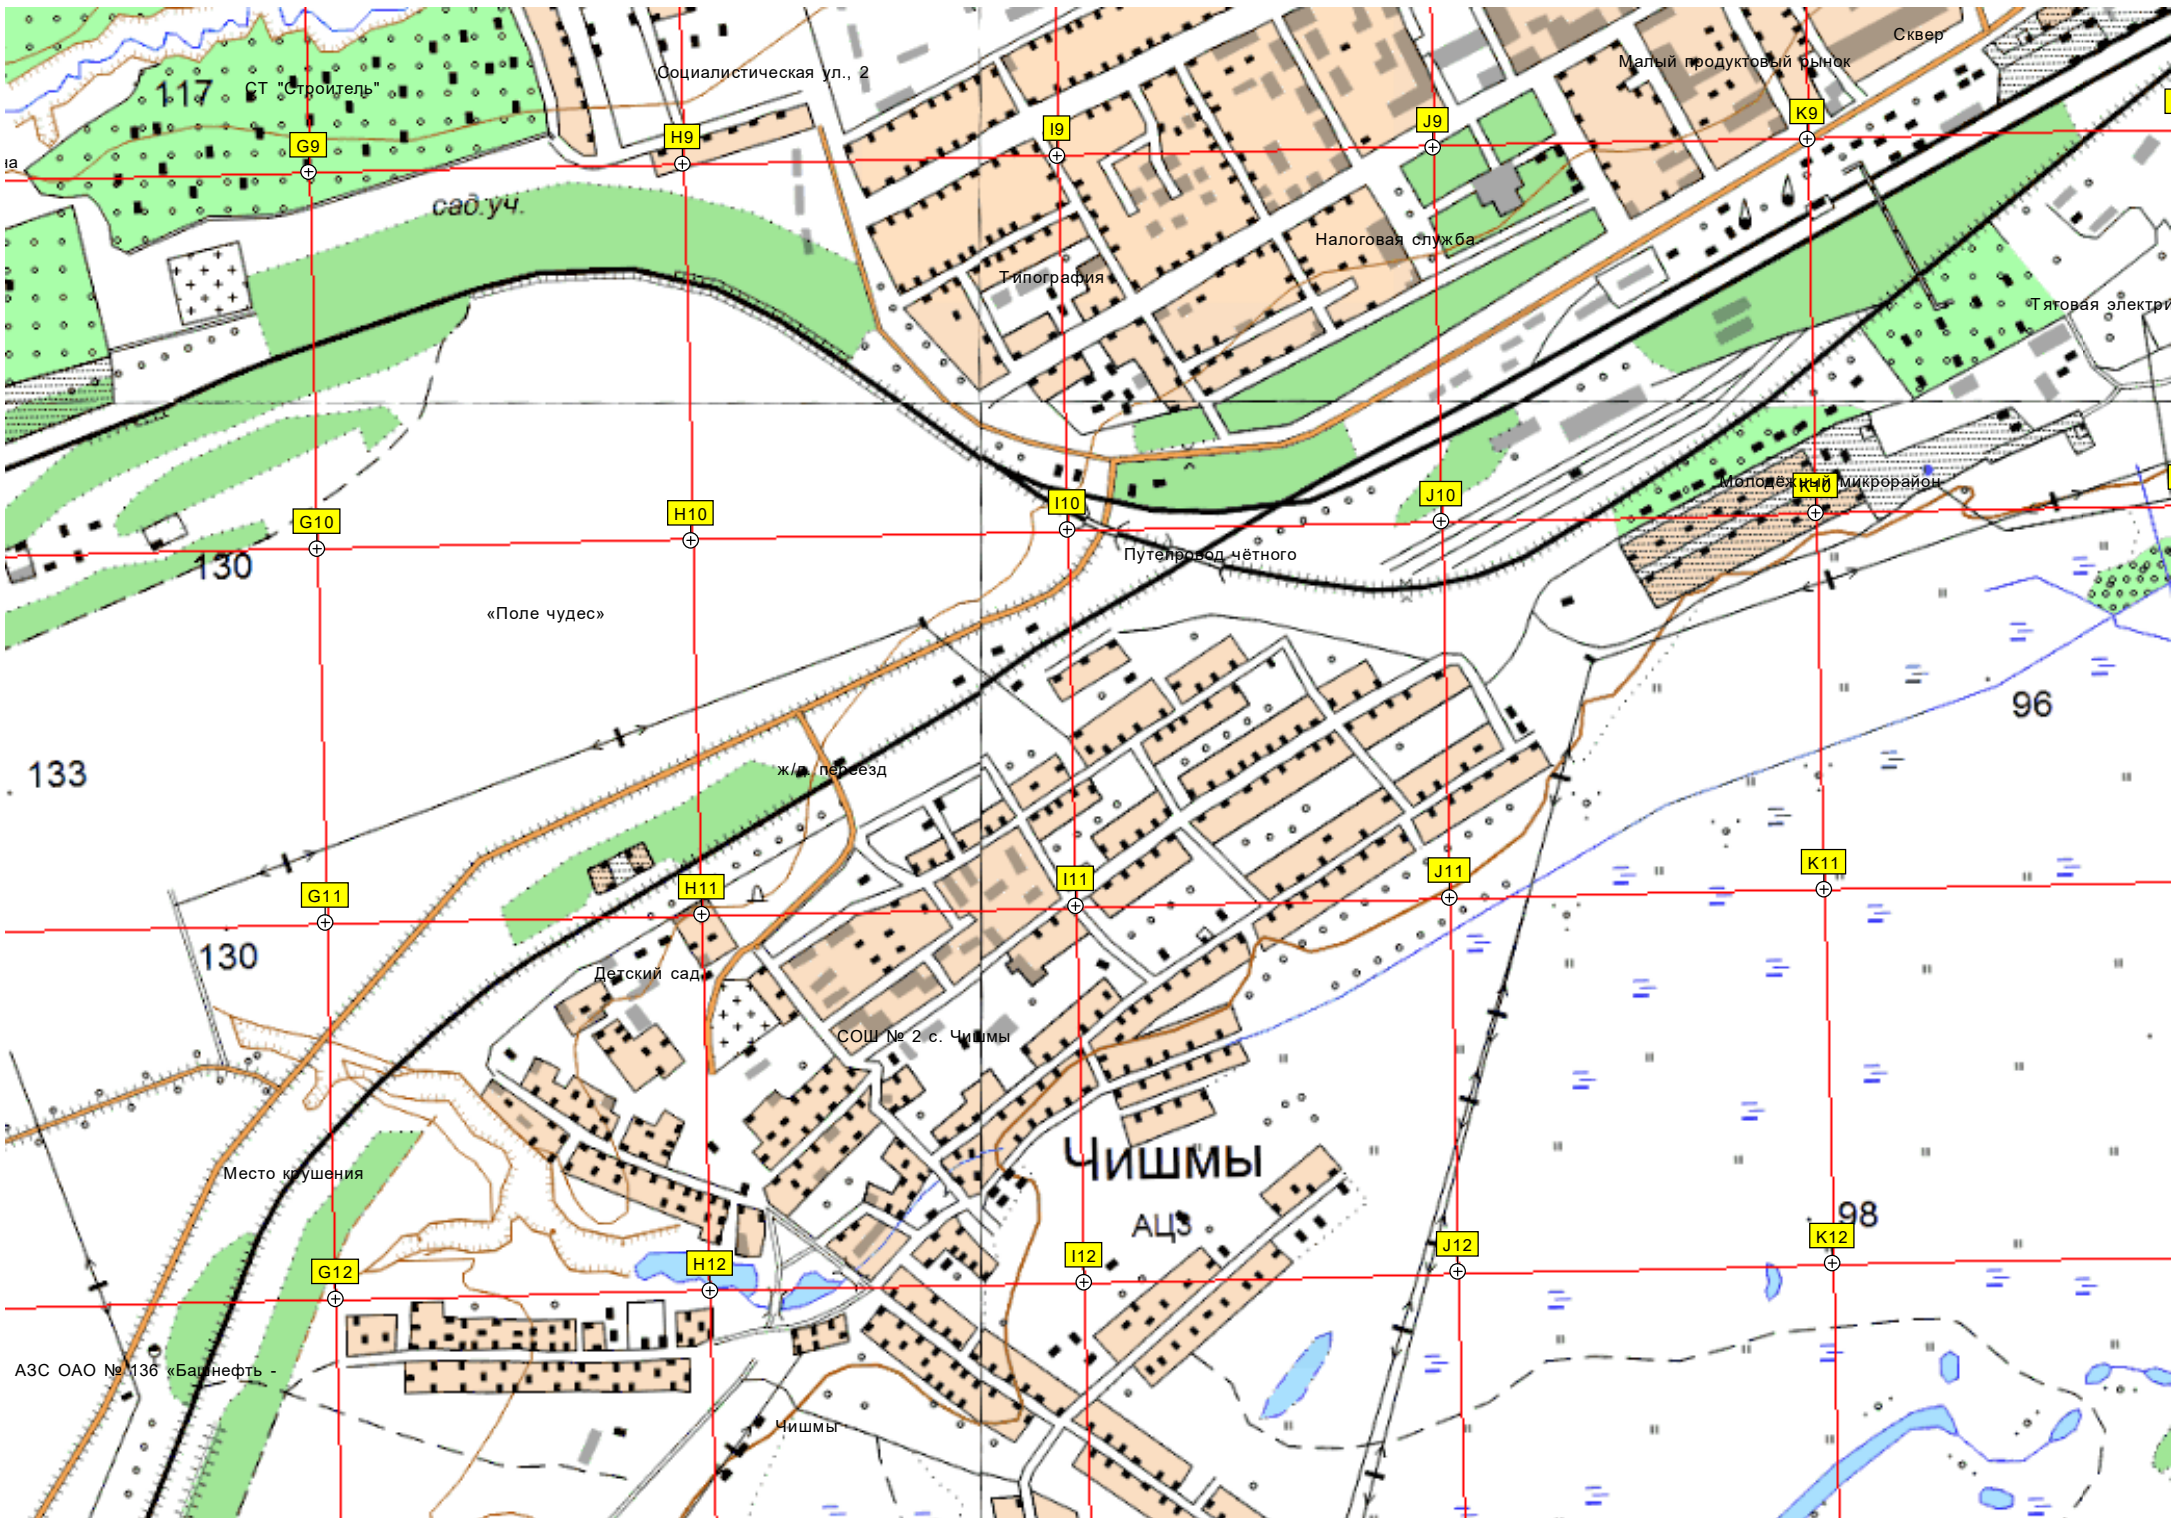 Сквер
Малый продуктовый рынок
Социалистическая ул., 2
СТ "Строитель"
117
K9
J9
I9
H9
G9
на
сад.уч.
Налоговая служба
Типография
Тяговая электри
Молодёжный микрорайон
K10
J10
I10
H10
G10
Путепровод чётного
130
«Поле чудес»
96
133
ж/д. переезд
K11
J11
I11
H11
G11
130
Детский сад
СОШ № 2 с. Чишмы
Чишмы
Место крушения
98
АЦЗ
K12
J12
I12
H12
G12
АЗС ОАО № 136 «Башнефть -
Чишмы